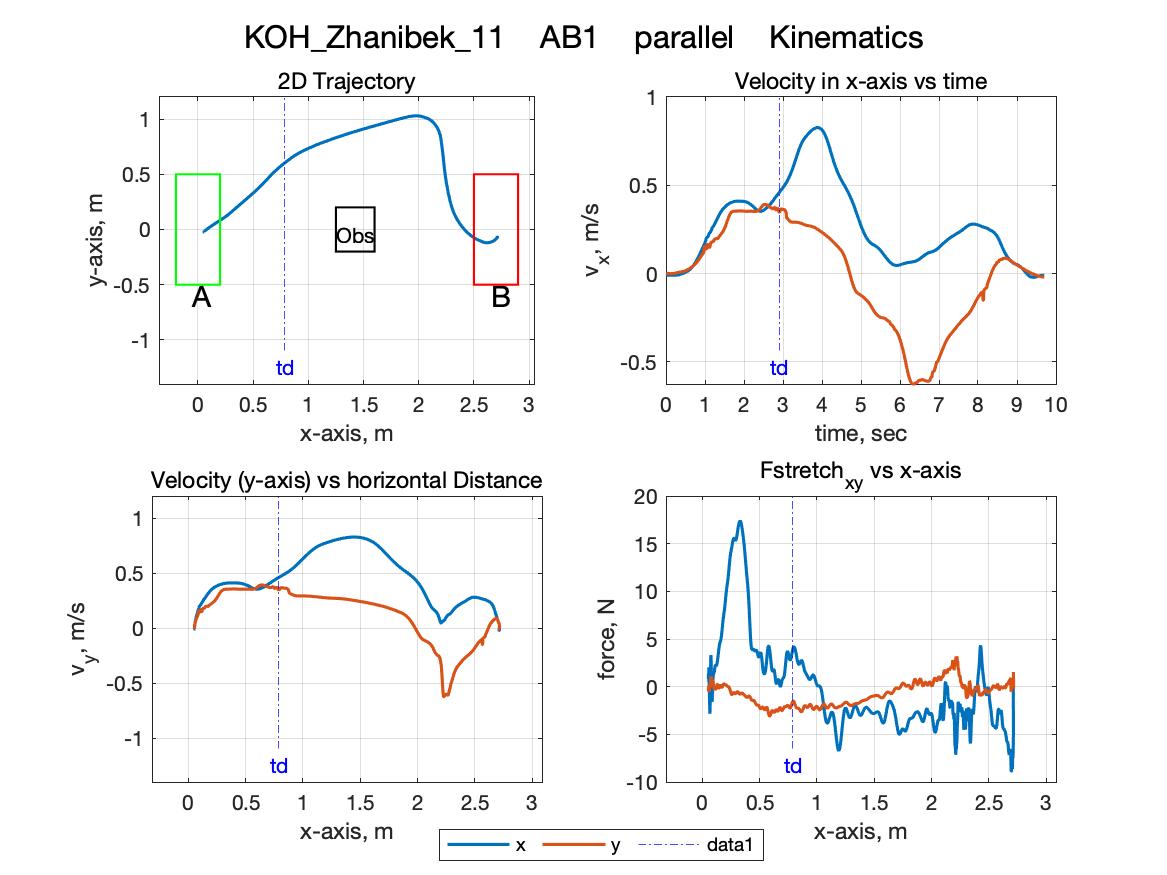 KOH_Zhanibek_11 AB1 parallel Kinematics
2D Trajectory
1
0.5
0
-0.5
-1
y-axis, m
Obs
A
B
td
0 0.5 1 1.5 2 2.5 3
x-axis, m
Velocity in x-axis vs time
1
0.5
0
-0.5
vx, m/s
td
0 1 2 3 4 5 6 7 8 9 10
time, sec
Velocity (y-axis) vs horizontal Distance
1
0.5
0
-0.5
-1
vy, m/s
td
0 0.5 1 1.5 2 2.5 3
x-axis, m
Fstretchxy vs x-axis
20
15
10
5
0
-5
-10
force, N
td
0 0.5 1 1.5 2 2.5 3
x-axis, m
x y data1